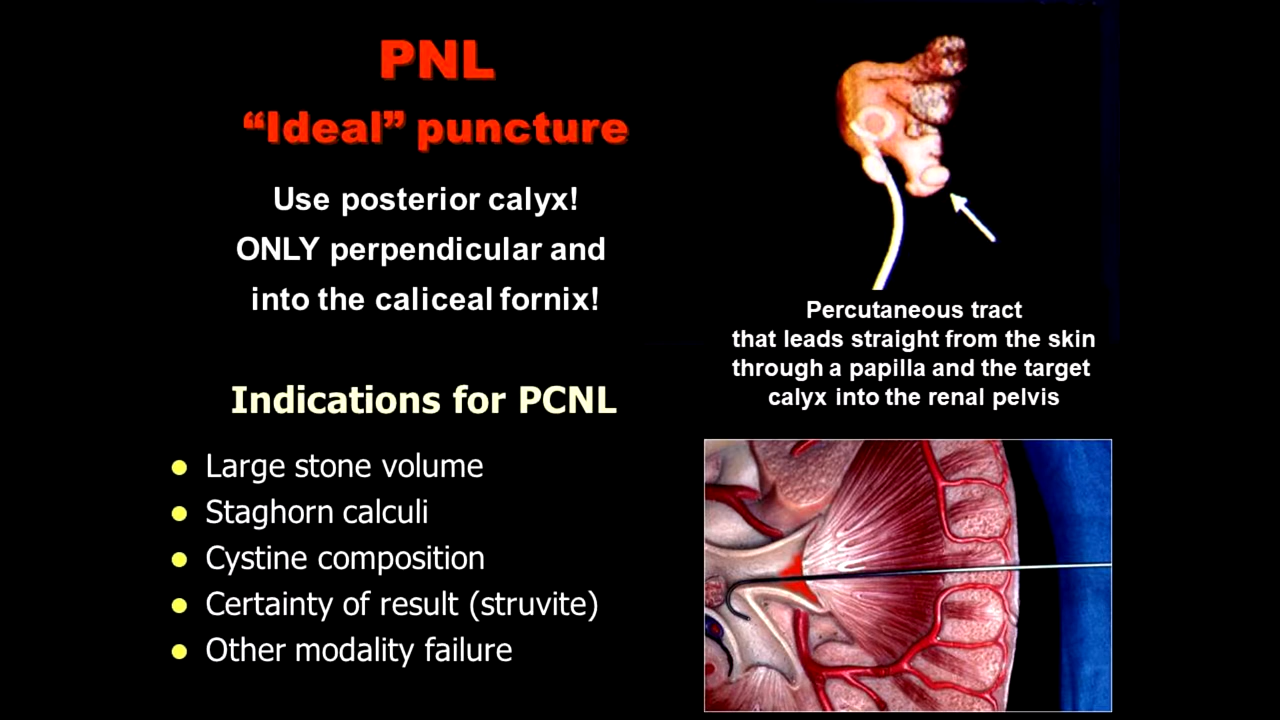 PNL
“Ideal” puncture
Use posterior calyx!
ONLY perpendicular and
into the caliceal fornix!
Indications for PCNL
● Large stone volume
● Staghorn calculi
● Cystine composition
● Certainty of result (struvite)
● Other modality failure
Percutaneous tract
that leads straight from the skin
through a papilla and the target
calyx into the renal pelvis